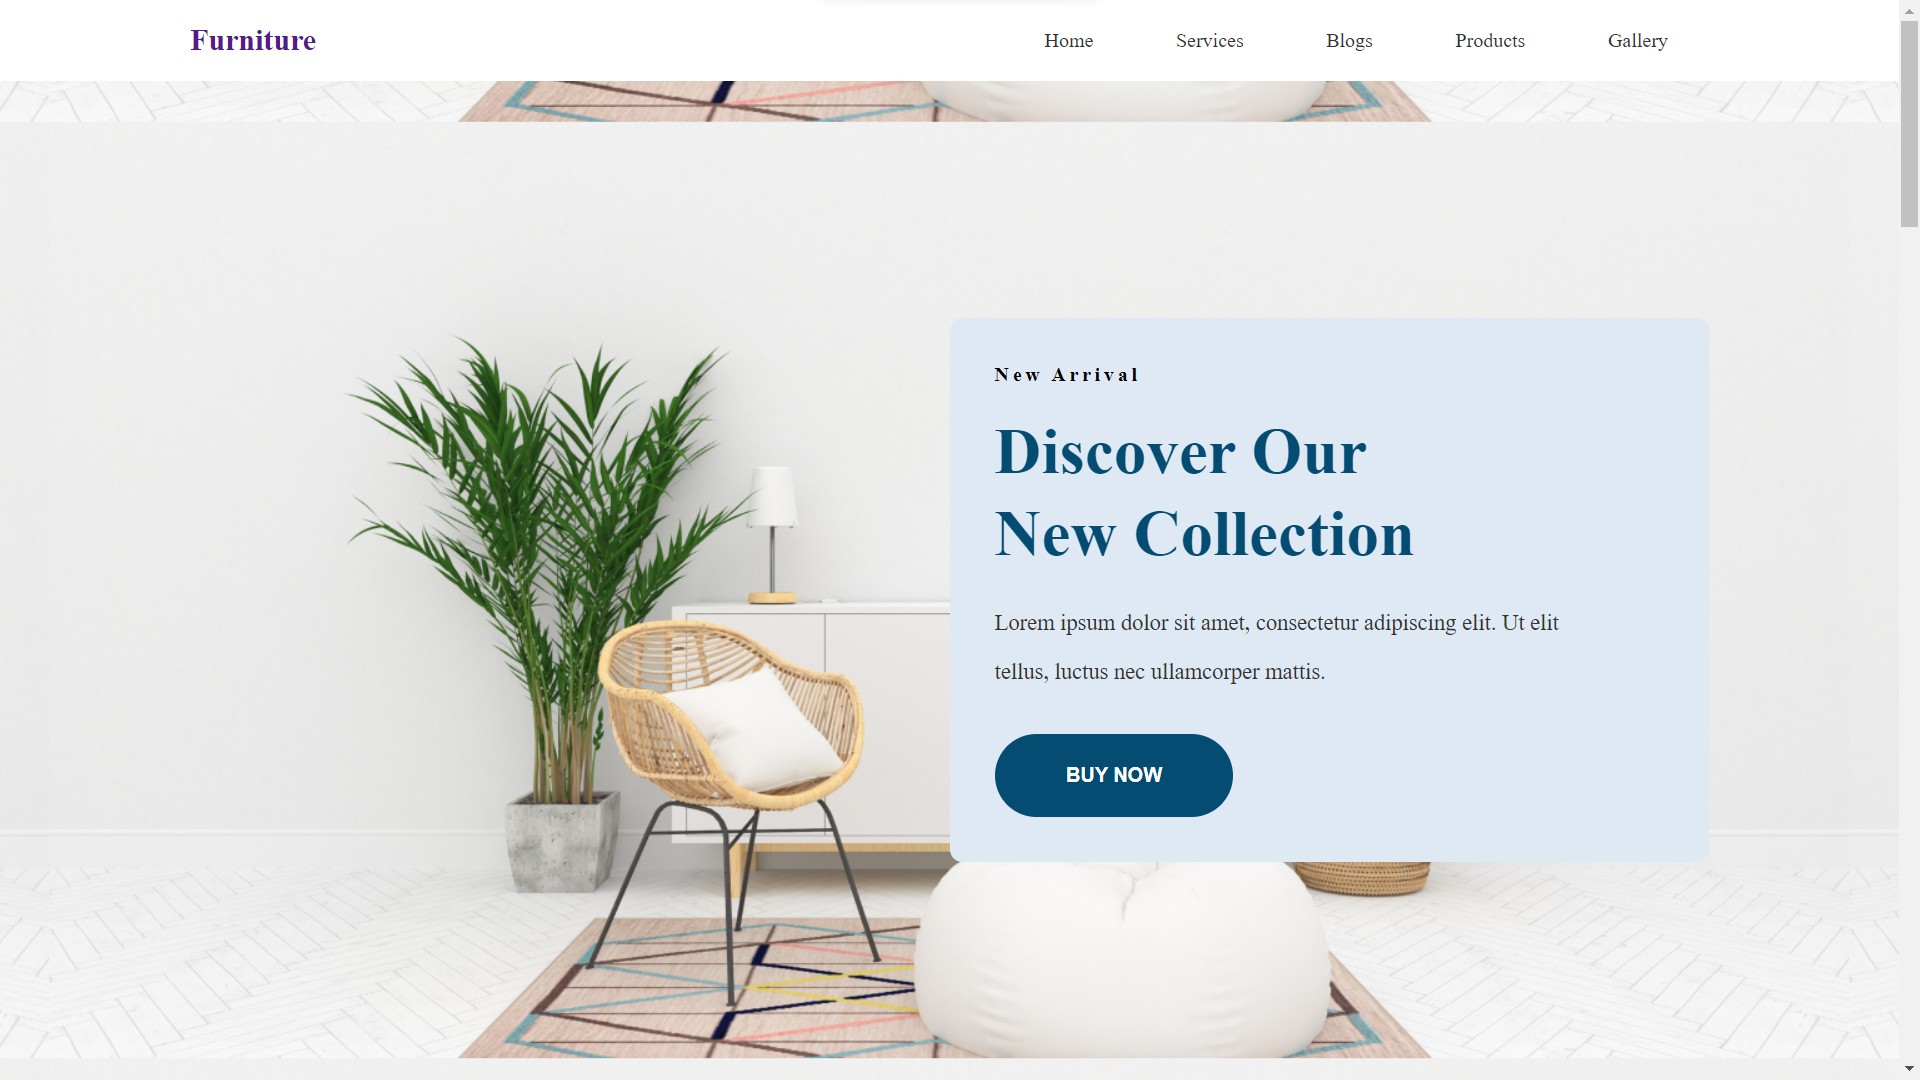 Furniture
Home
Services
Blogs
Products
Gallery
New Arrival
Discover Our
New Collection
Lorem ipsum dolor sit amet, consectetur adipiscing elit. Ut elit
tellus, luctus nec ullamcorper mattis.
BUY NOW